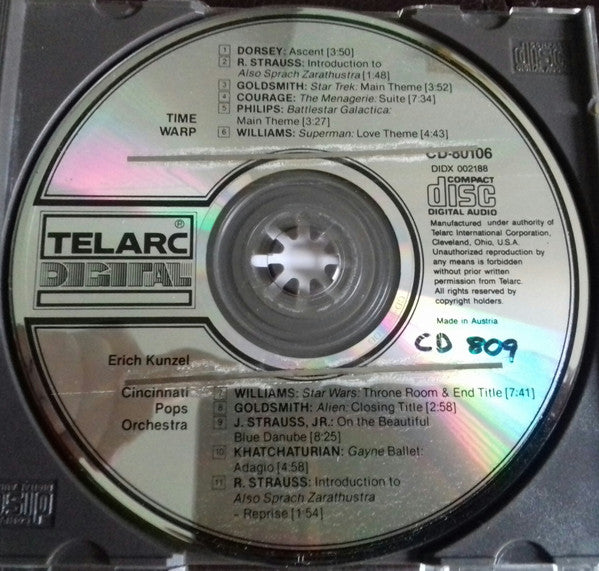 1 DORSEY: Ascent [3:50]
2 R. STRAUSS: Introduction to
Also Sprach Zarathustra [1:48]
3 GOLDSMITH: Star Trek: Main Theme [3:52]
4 COURAGE: The Menagerie: Suite [7:34]
5 PHILIPS: Battlestar Galactica:
Main Theme [3:27]
6 WILLIAMS: Superman: Love Theme [4:43]
TIME
WARP
CD-80106
DIDX 002188
COMPACT
disc
DIGITAL AUDIO
Manufactured under authority of
Telarc International Corporation,
Cleveland, Ohio, U.S.A.
Unauthorized reproduction by
any means is forbidden
without prior written
permission from Telarc.
All rights reserved by
copyright holders.
Made in Austria
CD 809
TELARC®
DIGITAL
Erich Kunzel
Cincinnati
Pops
Orchestra
7 WILLIAMS: Star Wars: Throne Room & End Title [7:41]
8 GOLDSMITH: Alien: Closing Title [2:58]
9 J. STRAUSS, JR.: On the Beautiful
Blue Danube [8:25]
10 KHATCHATURIAN: Gayne Ballet:
Adagio [4:58]
11 R. STRAUSS: Introduction to
Also Sprach Zarathustra
- Reprise [1:54]